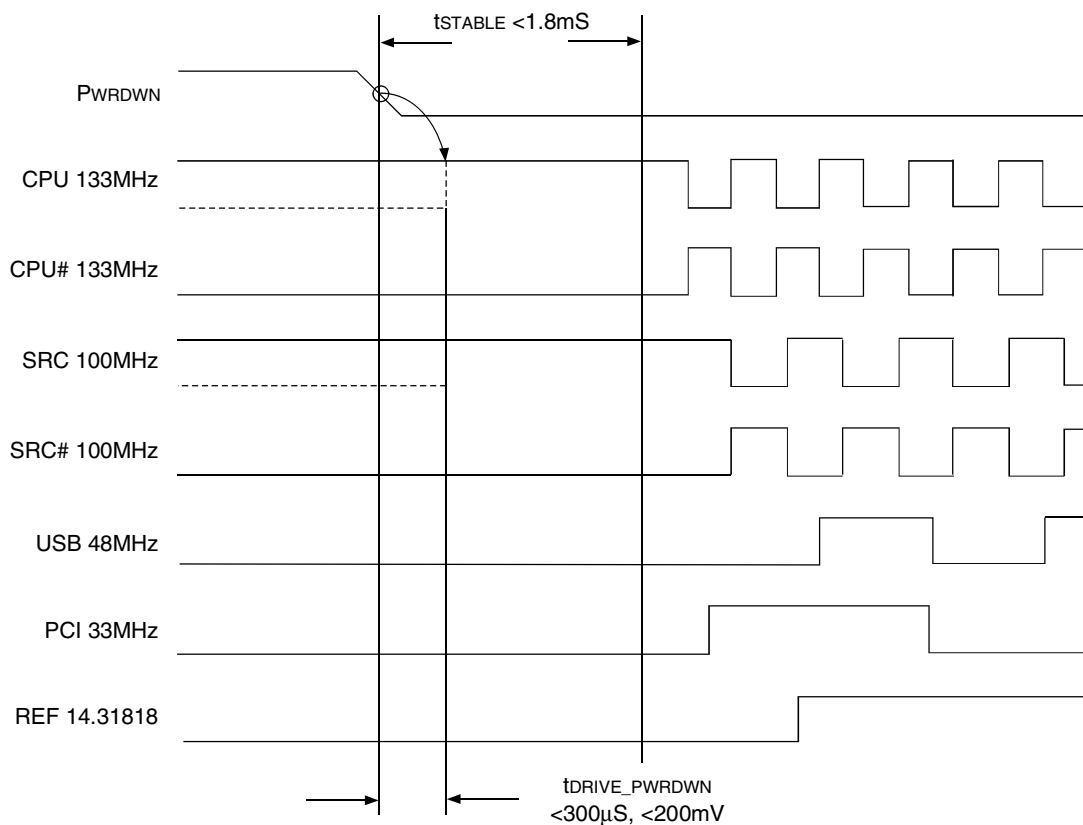 tSTABLE <1.8mS
PWRDWN
CPU 133MHz
CPU# 133MHz
SRC 100MHz
SRC# 100MHz
USB 48MHz
PCI 33MHz
REF 14.31818
tDRIVE_PWRDWN
<300µS, <200mV